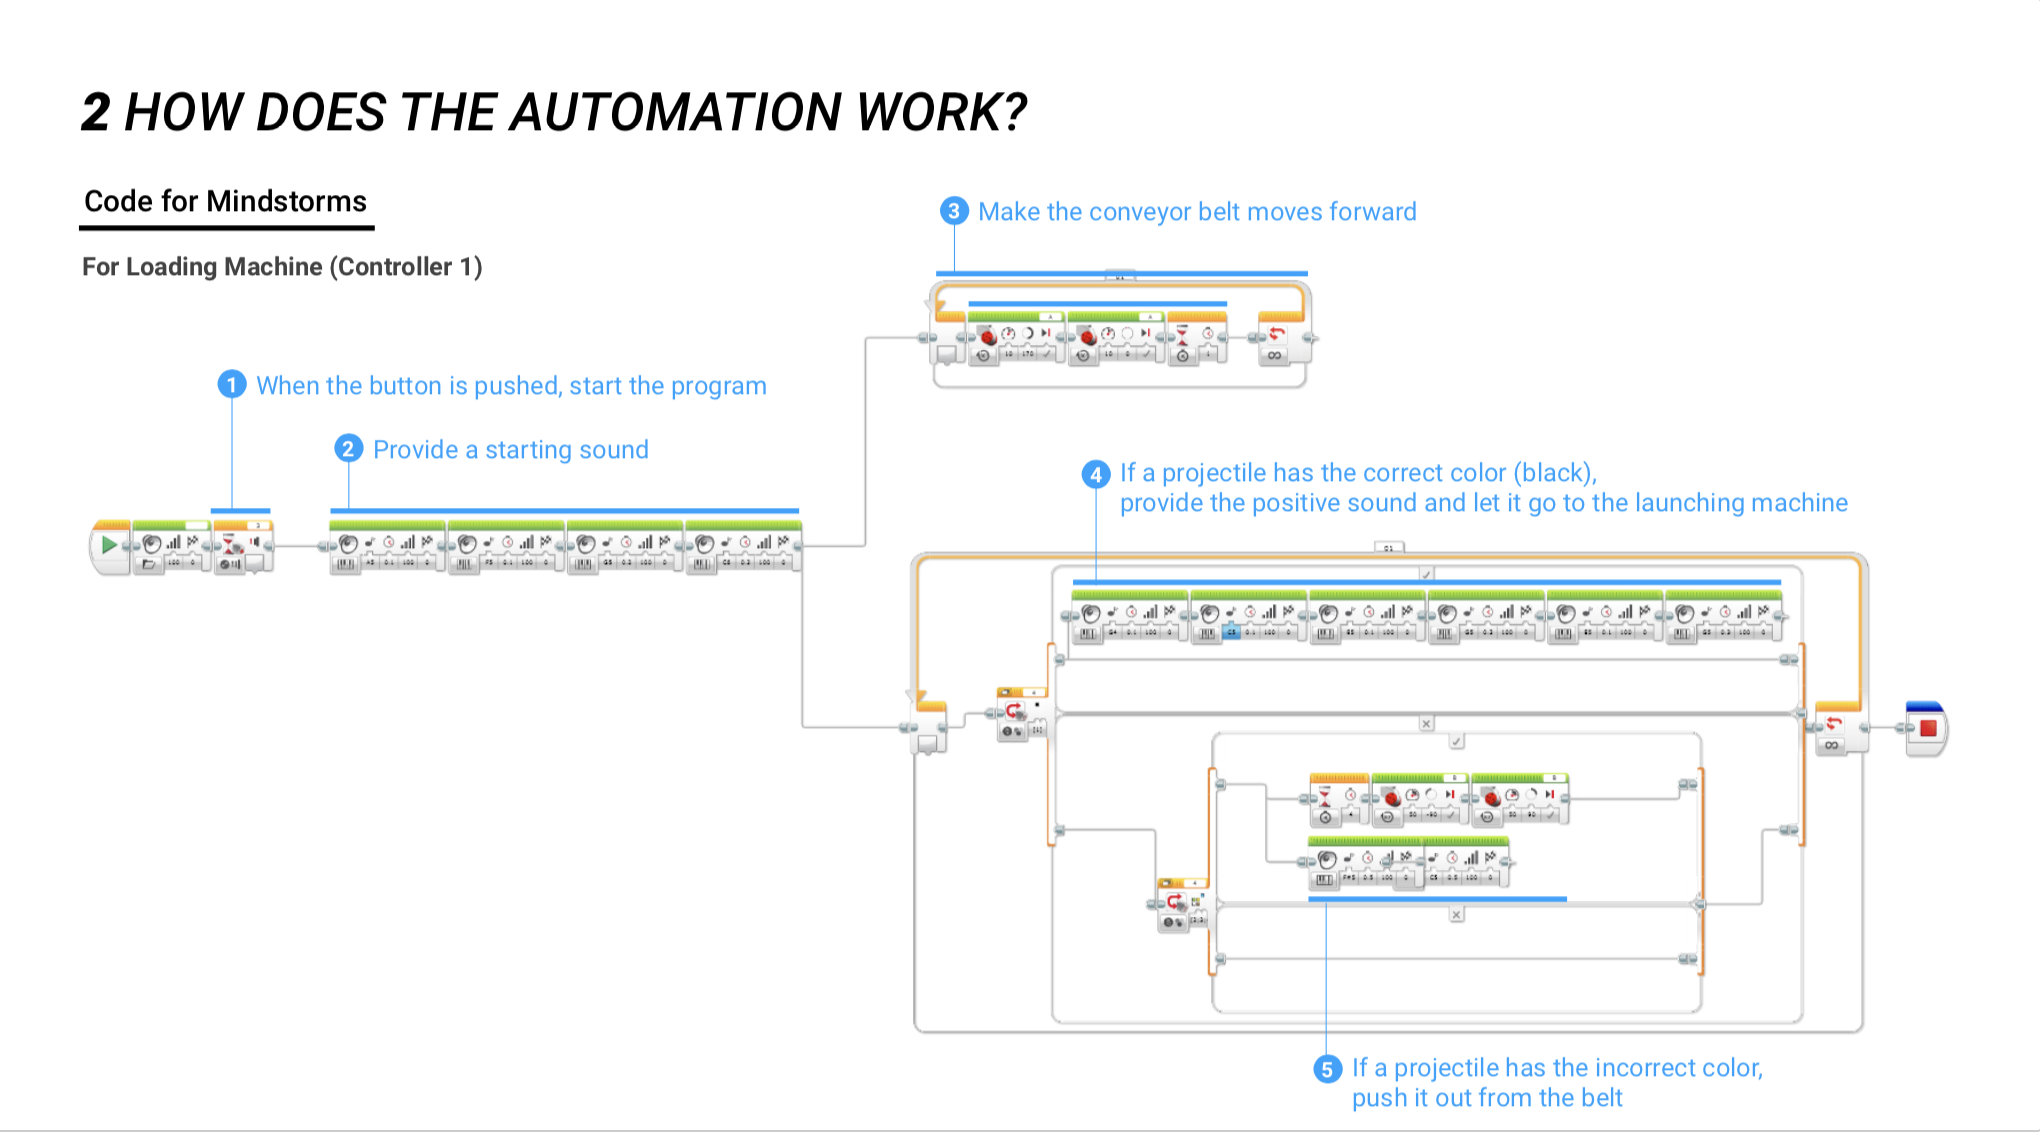 2 HOW DOES THE AUTOMATION WORK?
Code for Mindstorms
For Loading Machine (Controller 1)
3 Make the conveyor belt moves forward
1 When the button is pushed, start the program
2 Provide a starting sound
4 If a projectile has the correct color (black),
provide the positive sound and let it go to the launching machine
5 If a projectile has the incorrect color,
push it out from the belt